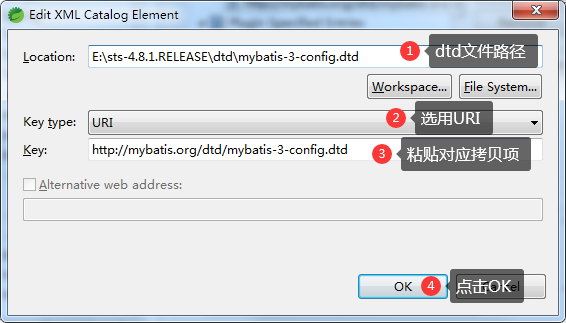 Edit XML Catalog Element
Location: E:\sts-4.8.1.RELEASE\dtd\mybatis-3-config.dtd 1 dtd文件路径
Workspace... File System...
Key type: URI 2 选用URI
Key: http://mybatis.org/dtd/mybatis-3-config.dtd 3 粘贴对应拷贝项
Alternative web address:
OK 4 点击OK